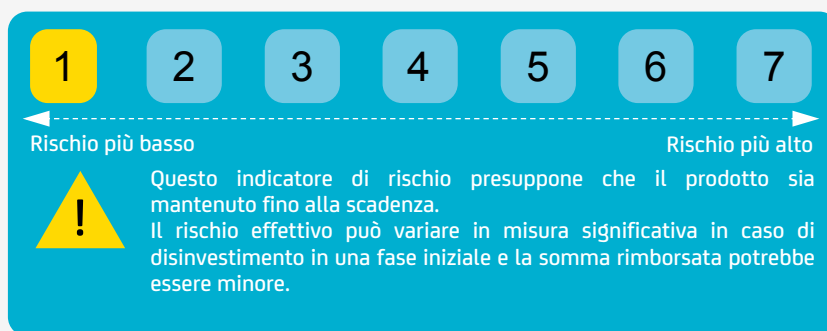 1 2 3 4 5 6 7
Rischio più basso Rischio più alto
Questo indicatore di rischio presuppone che il prodotto sia
mantenuto fino alla scadenza.
!
Il rischio effettivo può variare in misura significativa in caso di
disinvestimento in una fase iniziale e la somma rimborsata potrebbe
essere minore.